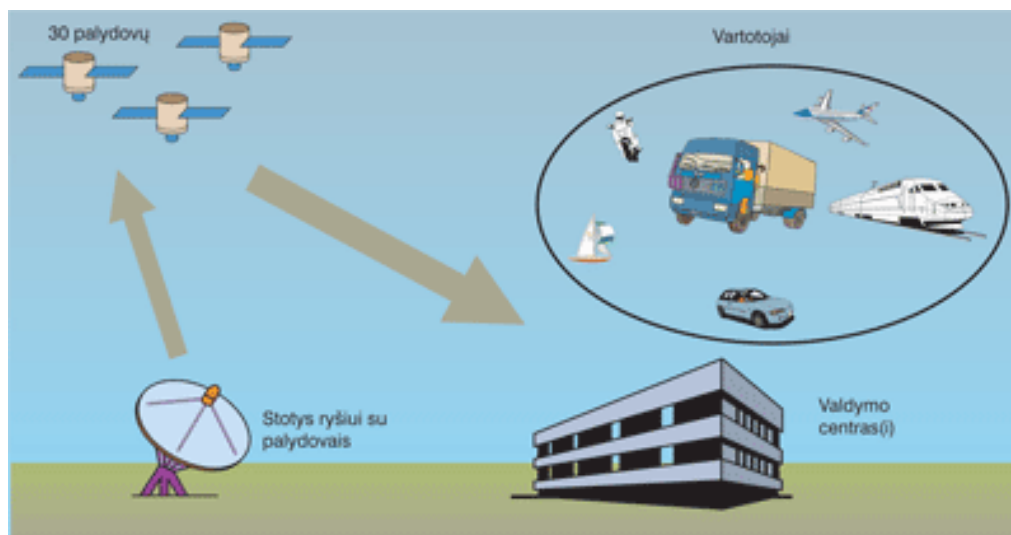 30 palydovų
Vartotojai
Stotys ryšiui su
palydovais
Valdymo
centras(i)